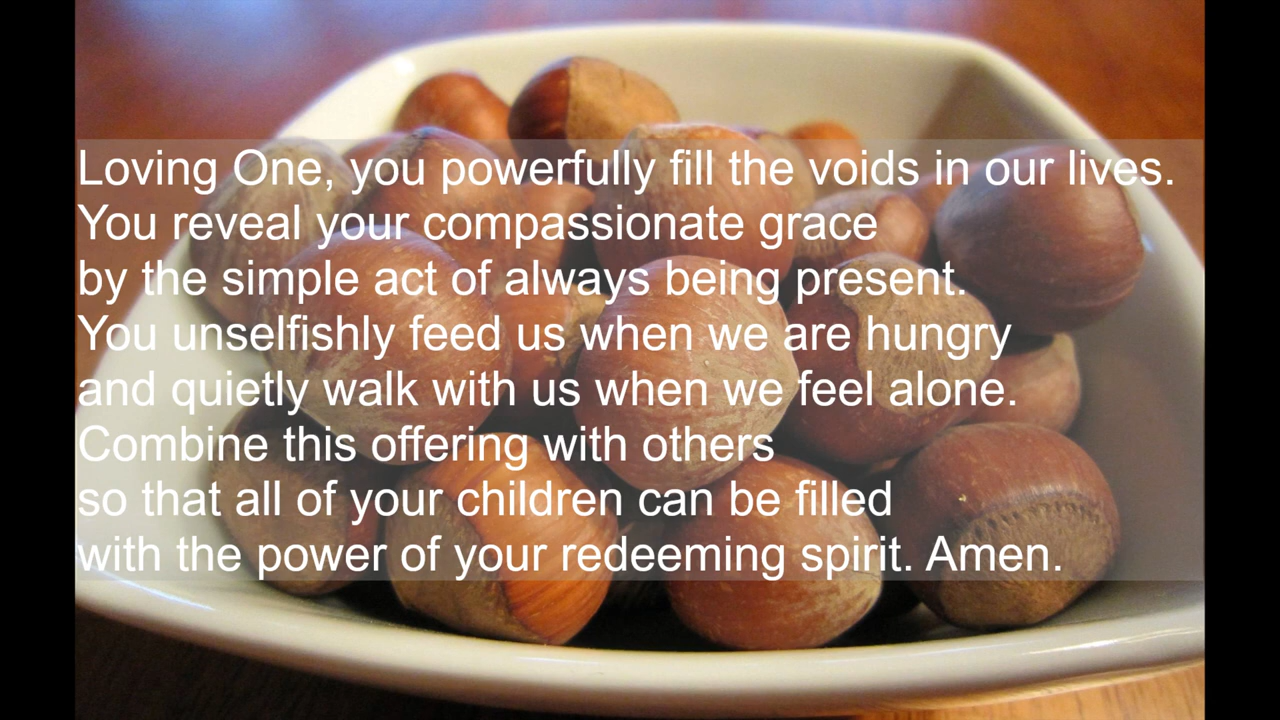 Loving One, you powerfully fill the voids in our lives.
You reveal your compassionate grace
by the simple act of always being present.
You unselfishly feed us when we are hungry
and quietly walk with us when we feel alone.
Combine this offering with others
so that all of your children can be filled
with the power of your redeeming spirit. Amen.